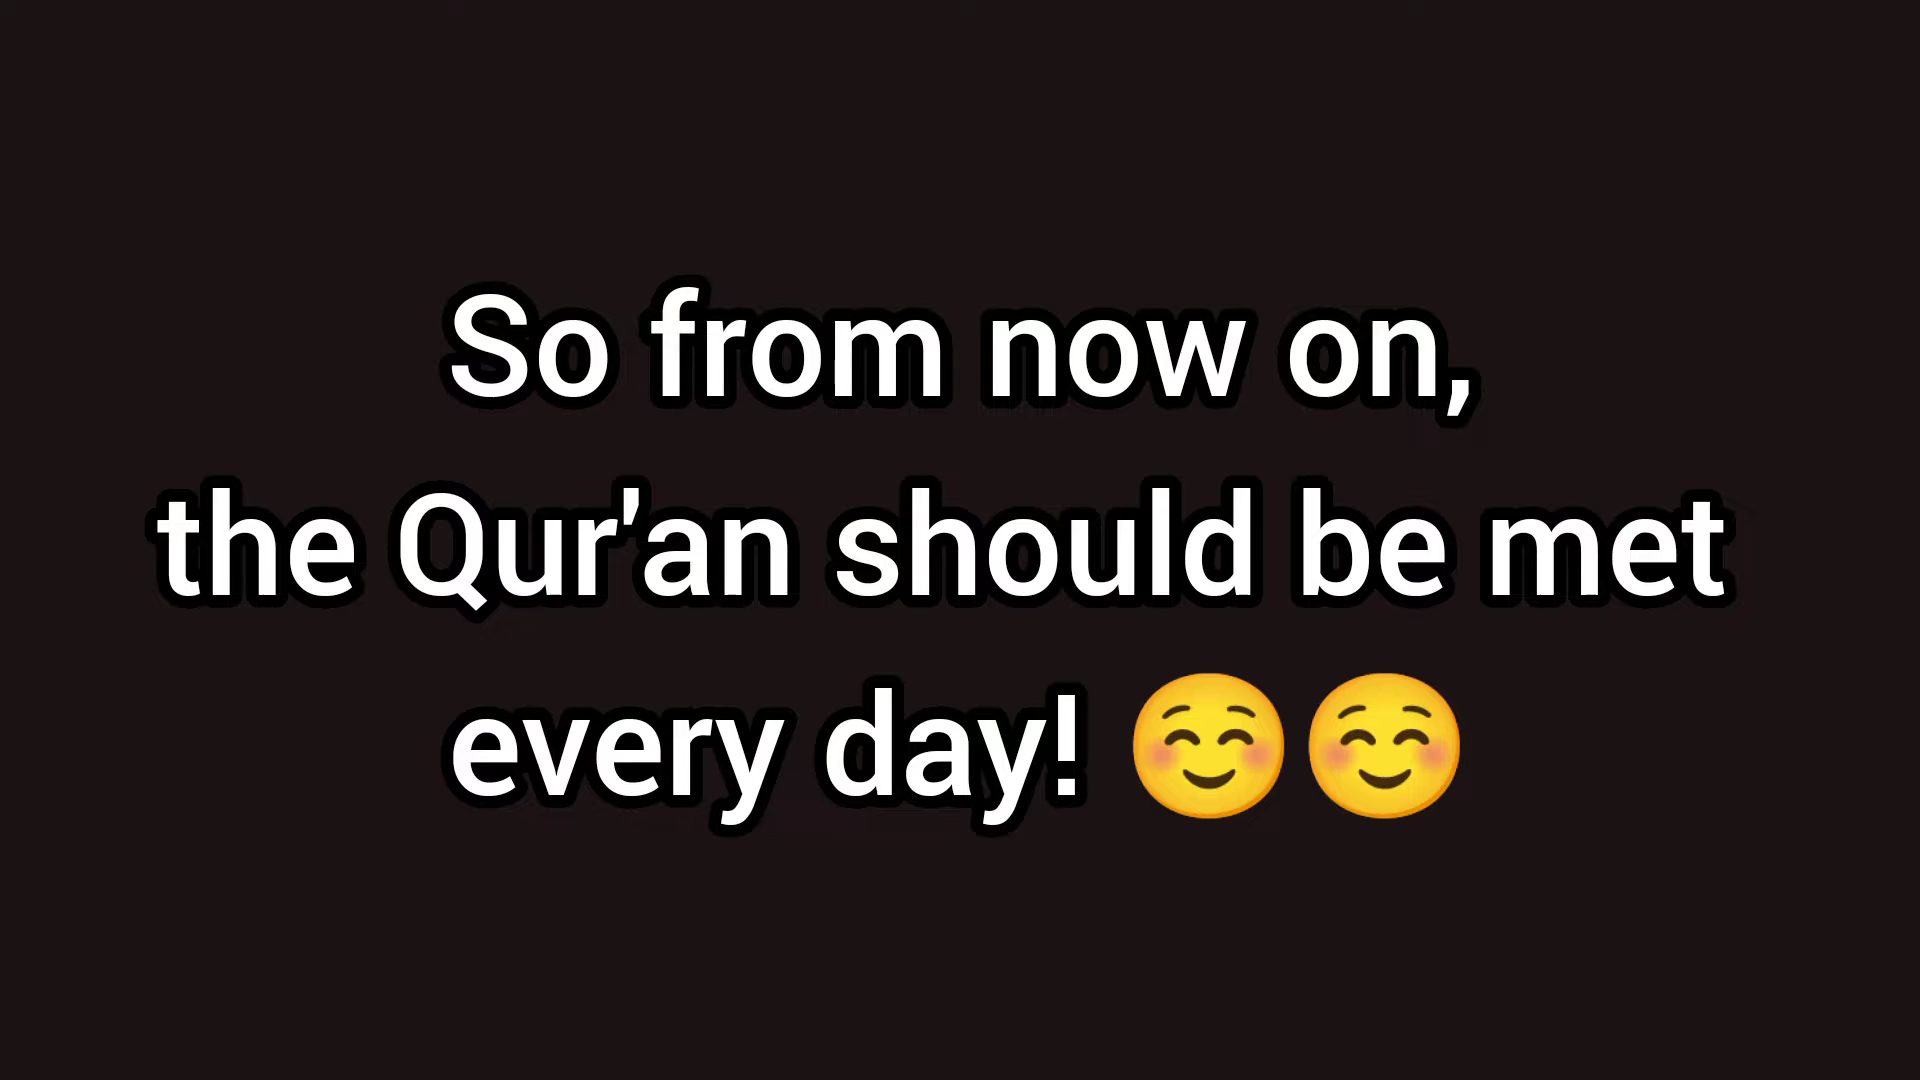 So from now on,
the Qur'an should be met
every day! ☺️☺️